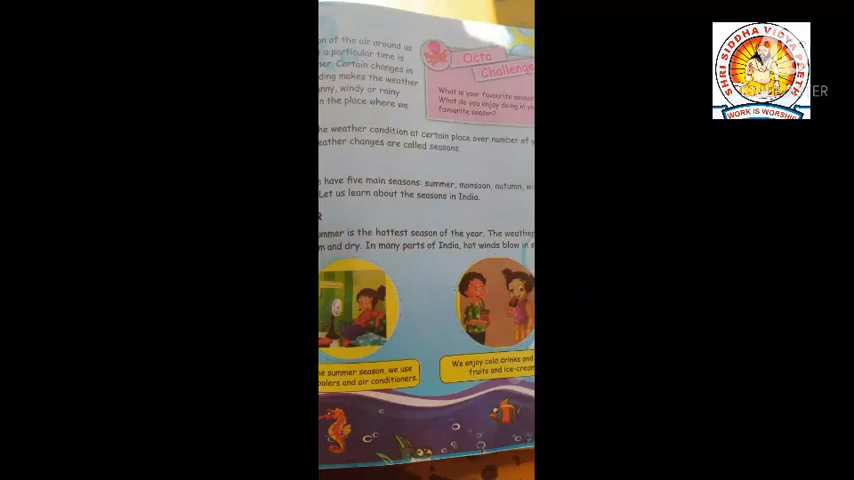 on of the air around us
a particular time is
her. Certain changes in
ding makes the weather
nny, windy or rainy
n the place where we
Octa
Challenge
What is your favourite season
What do you enjoy doing in yo
favourite season?
he weather condition at certain place over number of y
eather changes are called seasons.
have five main seasons: summer, monsoon, autumn, wi
Let us learn about the seasons in India.
R
ummer is the hottest season of the year. The weather
m and dry. In many parts of India, hot winds blow in s
he summer season, we use
oolers and air conditioners.
We enjoy cold drinks and
fruits and ice-cream
SHRI SIDDHA VIDYAPEETH
WORK IS WORSHIP